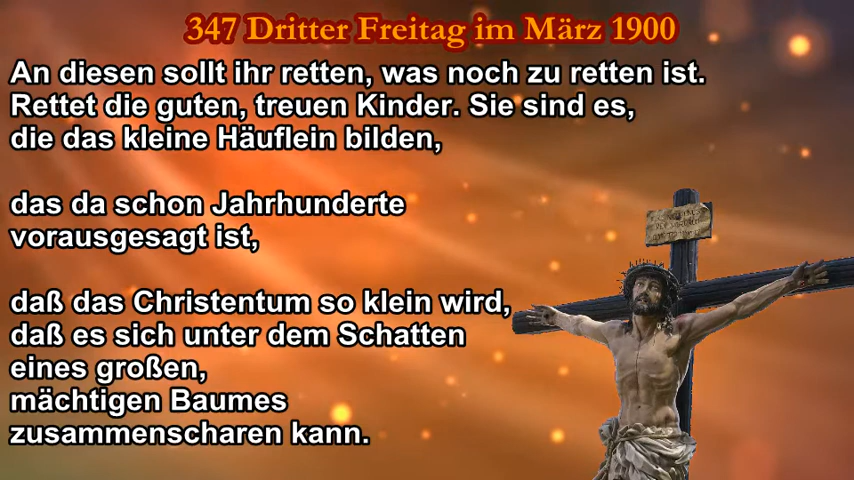 347 Dritter Freitag im März 1900
An diesen sollt ihr retten, was noch zu retten ist.
Rettet die guten, treuen Kinder. Sie sind es,
die das kleine Häuflein bilden,
das da schon Jahrhunderte
vorausgesagt ist,
daß das Christentum so klein wird,
daß es sich unter dem Schatten
eines großen,
mächtigen Baumes
zusammenscharen kann.